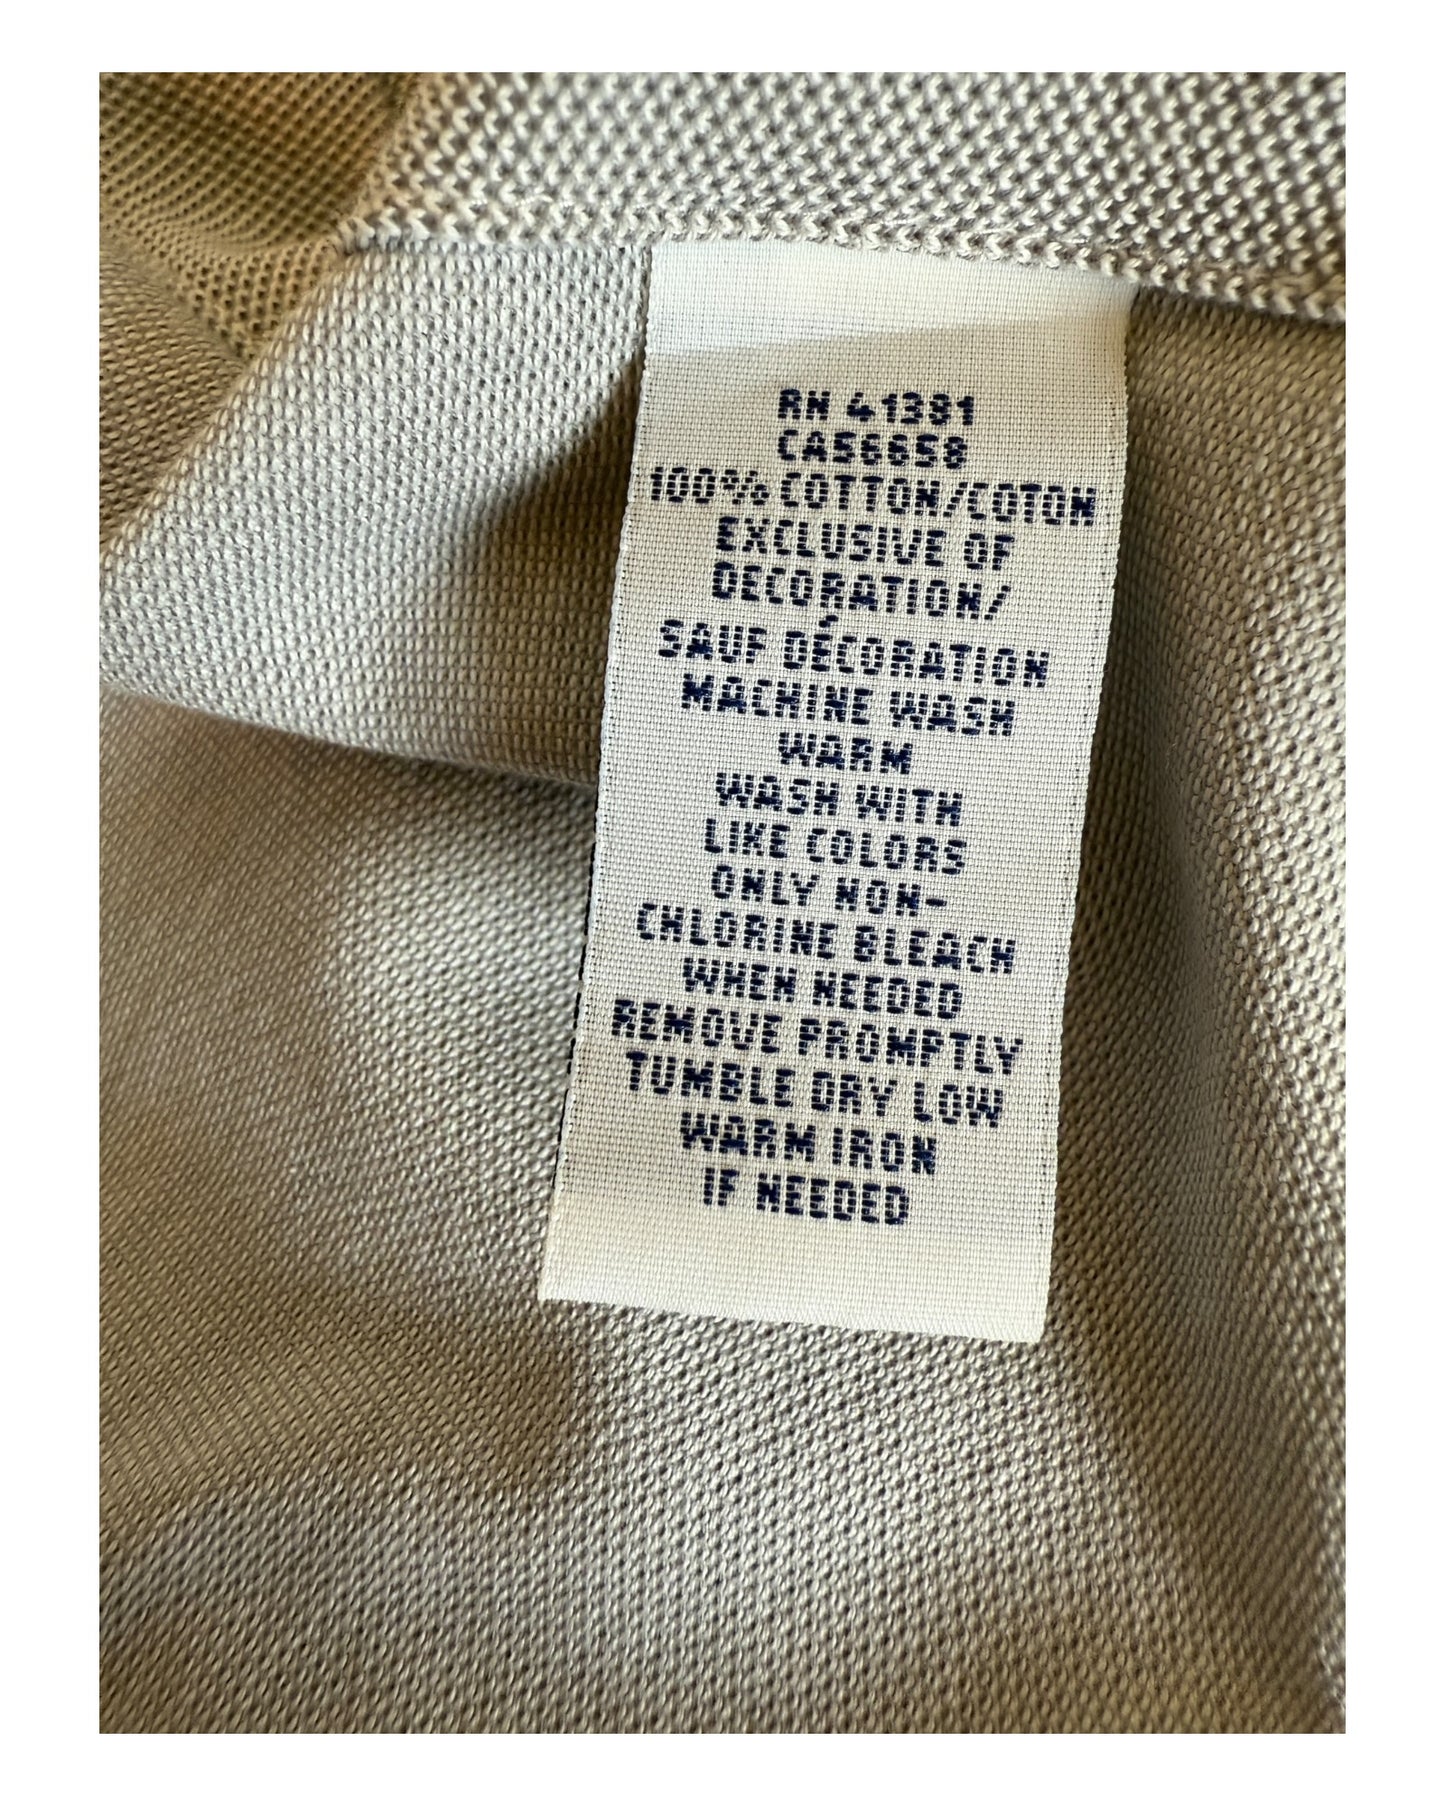 RN 41381
CA56658
100% COTTON/COTON
EXCLUSIVE OF
DECORATION/
SAUF DÉCORATION
MACHINE WASH
WARM
WASH WITH
LIKE COLORS
ONLY NON-
CHLORINE BLEACH
WHEN NEEDED
REMOVE PROMPTLY
TUMBLE DRY LOW
WARM IRON
IF NEEDED